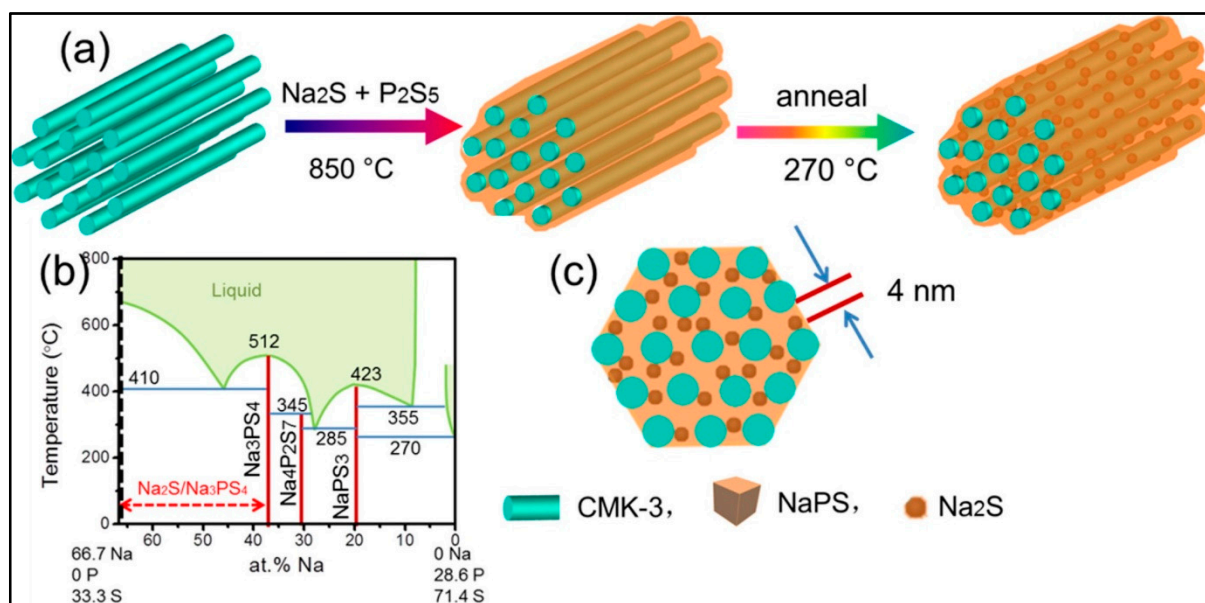 (a)
Na2S + P2S5
850 °C
anneal
270 °C
(b)
800
600
400
200
0
Temperature (°C)
Liquid
512
423
410
345
355
285
270
Na3PS4
Na4P2S7
NaPS3
Na2S/Na3PS4
60 50 40 30 20 10 0
at.% Na
66.7 Na
0 P
33.3 S
0 Na
28.6 P
71.4 S
(c)
4 nm
CMK-3, NaPS, Na2S